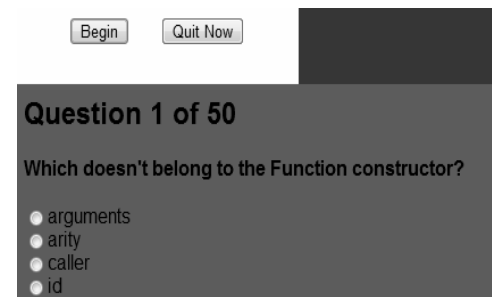 Begin Quit Now
Question 1 of 50
Which doesn't belong to the Function constructor?
arguments
arity
caller
id